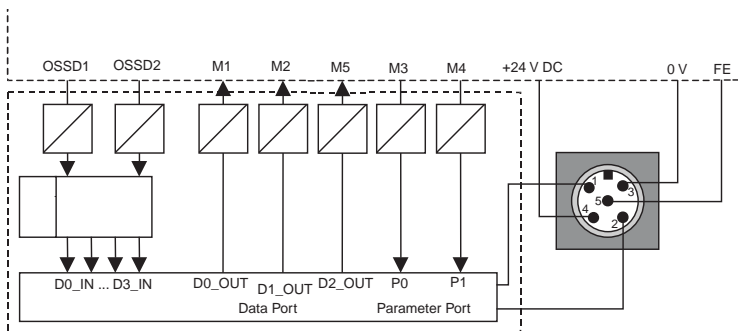 OSSD1 OSSD2 M1 M2 M5 M3 M4 +24 V DC 0 V FE
1
3
5
4
2
D0_IN ... D3_IN D0_OUT D1_OUT D2_OUT P0 P1
Data Port Parameter Port